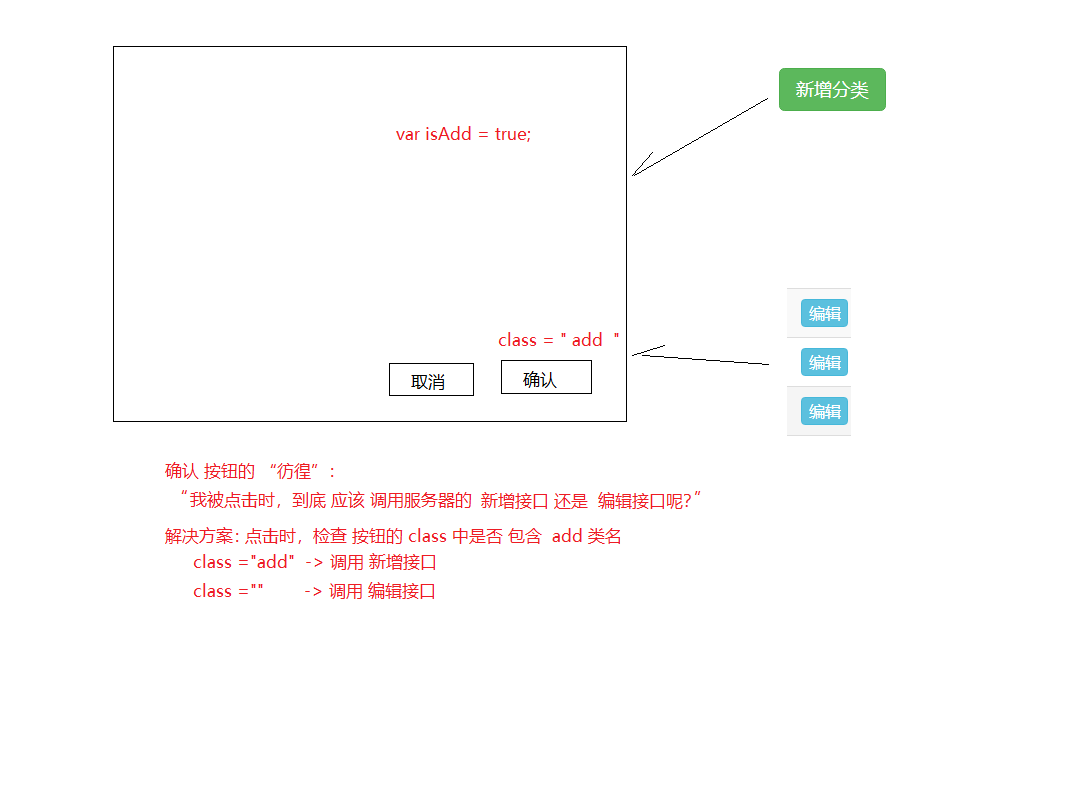 新增分类
var isAdd = true;
编辑
class = " add  "
编辑
取消
确认
编辑
确认 按钮的 “彷徨”：
“我被点击时，到底 应该 调用服务器的  新增接口 还是  编辑接口呢？”
解决方案：点击时，检查 按钮的 class 中是否 包含  add 类名
class ="add"  -> 调用 新增接口
class =""        -> 调用 编辑接口